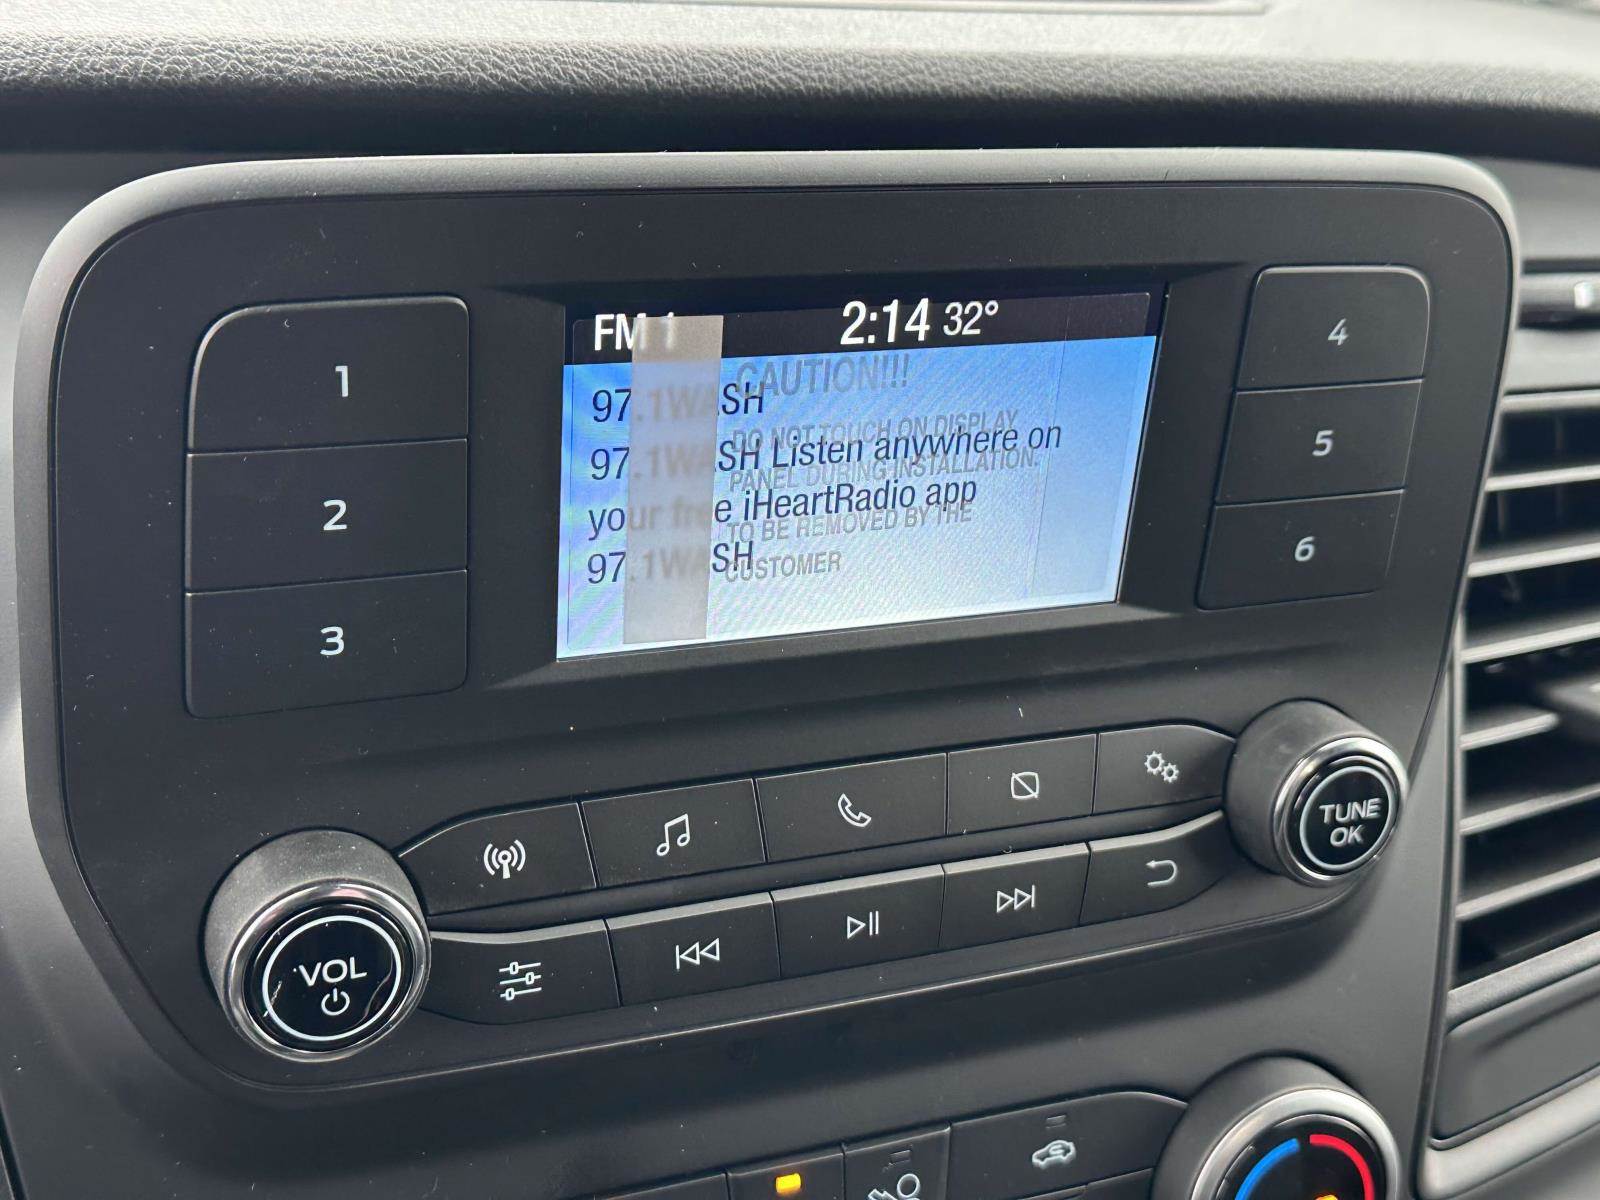 FM 1
2:14 32°
97.1WASH
97.1WASH Listen anywhere on
your free iHeartRadio app
97.1WASH
CAUTION!!!
DO NOT TOUCH ON DISPLAY
PANEL DURING INSTALLATION.
TO BE REMOVED BY THE
CUSTOMER
1
2
3
4
5
6
VOL
TUNE
OK